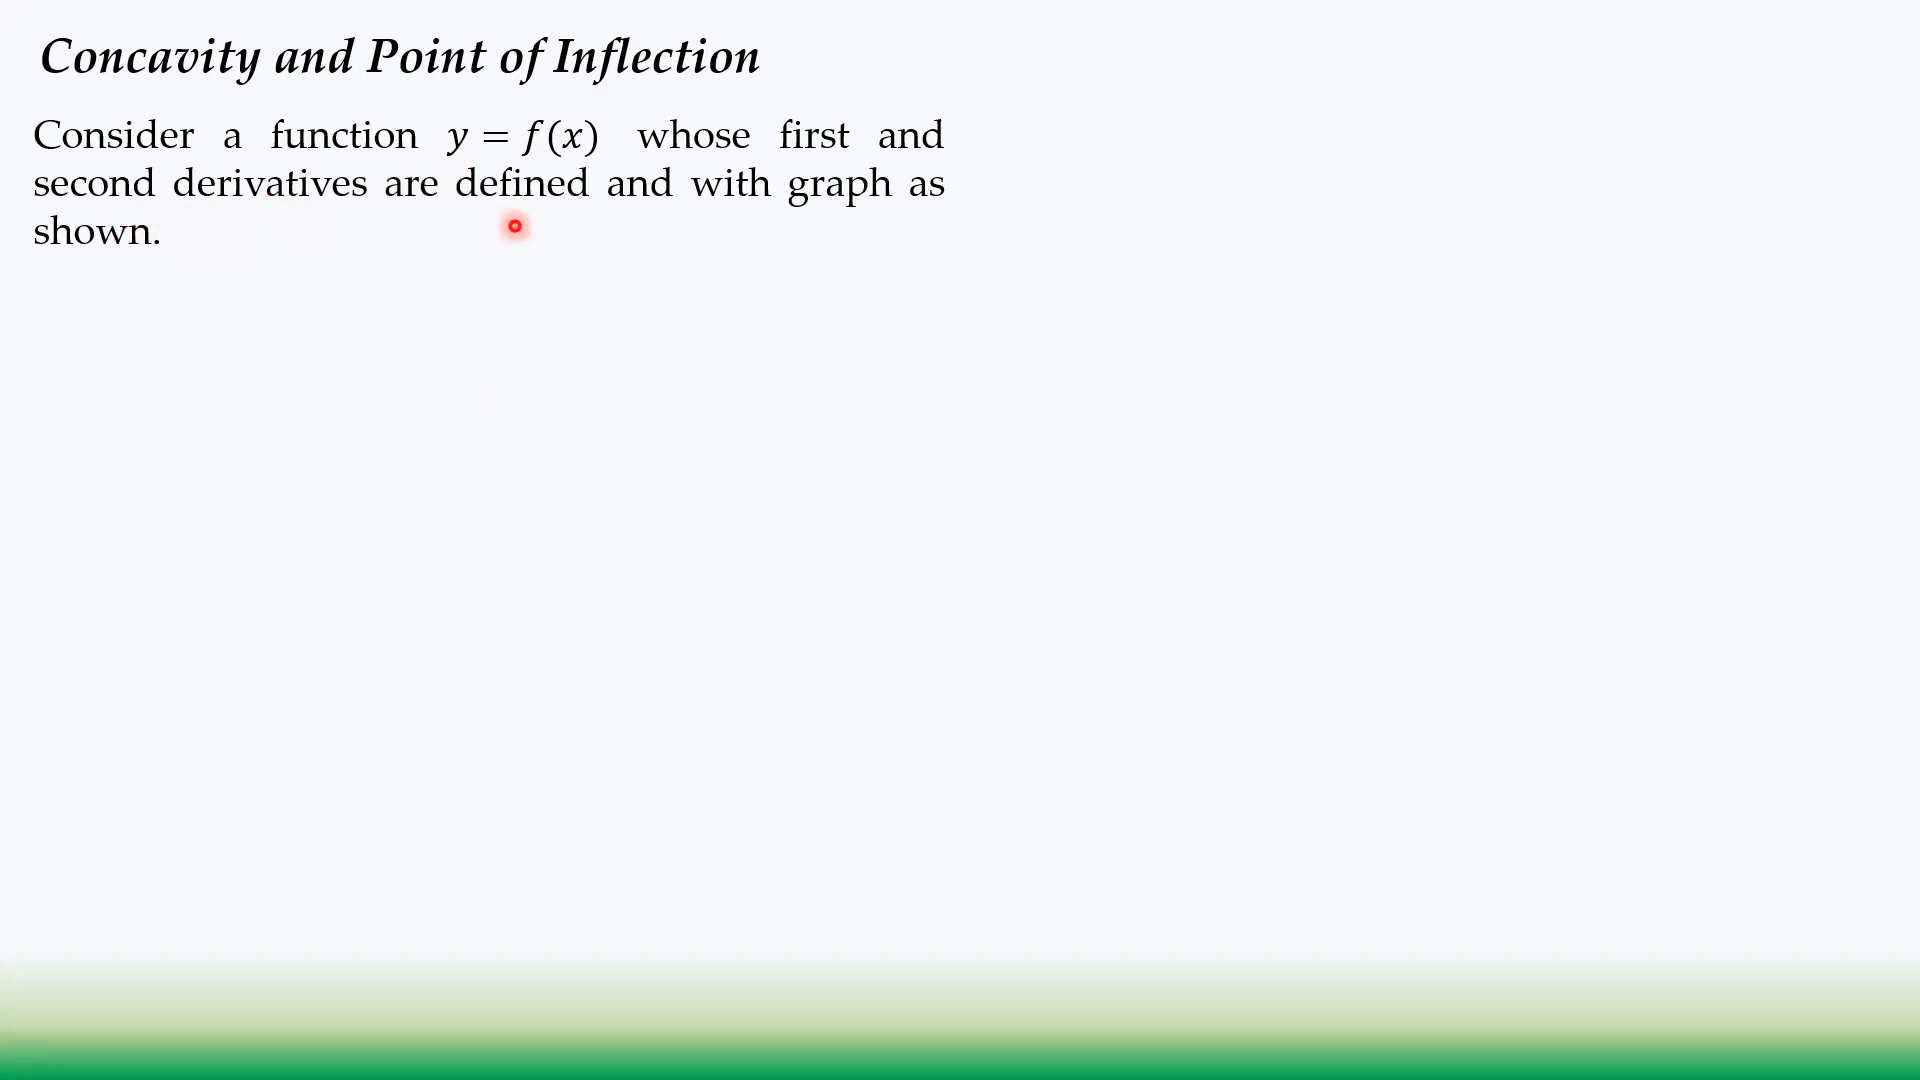 Concavity and Point of Inflection
Consider a function y = f(x) whose first and
second derivatives are defined and with graph as
shown.